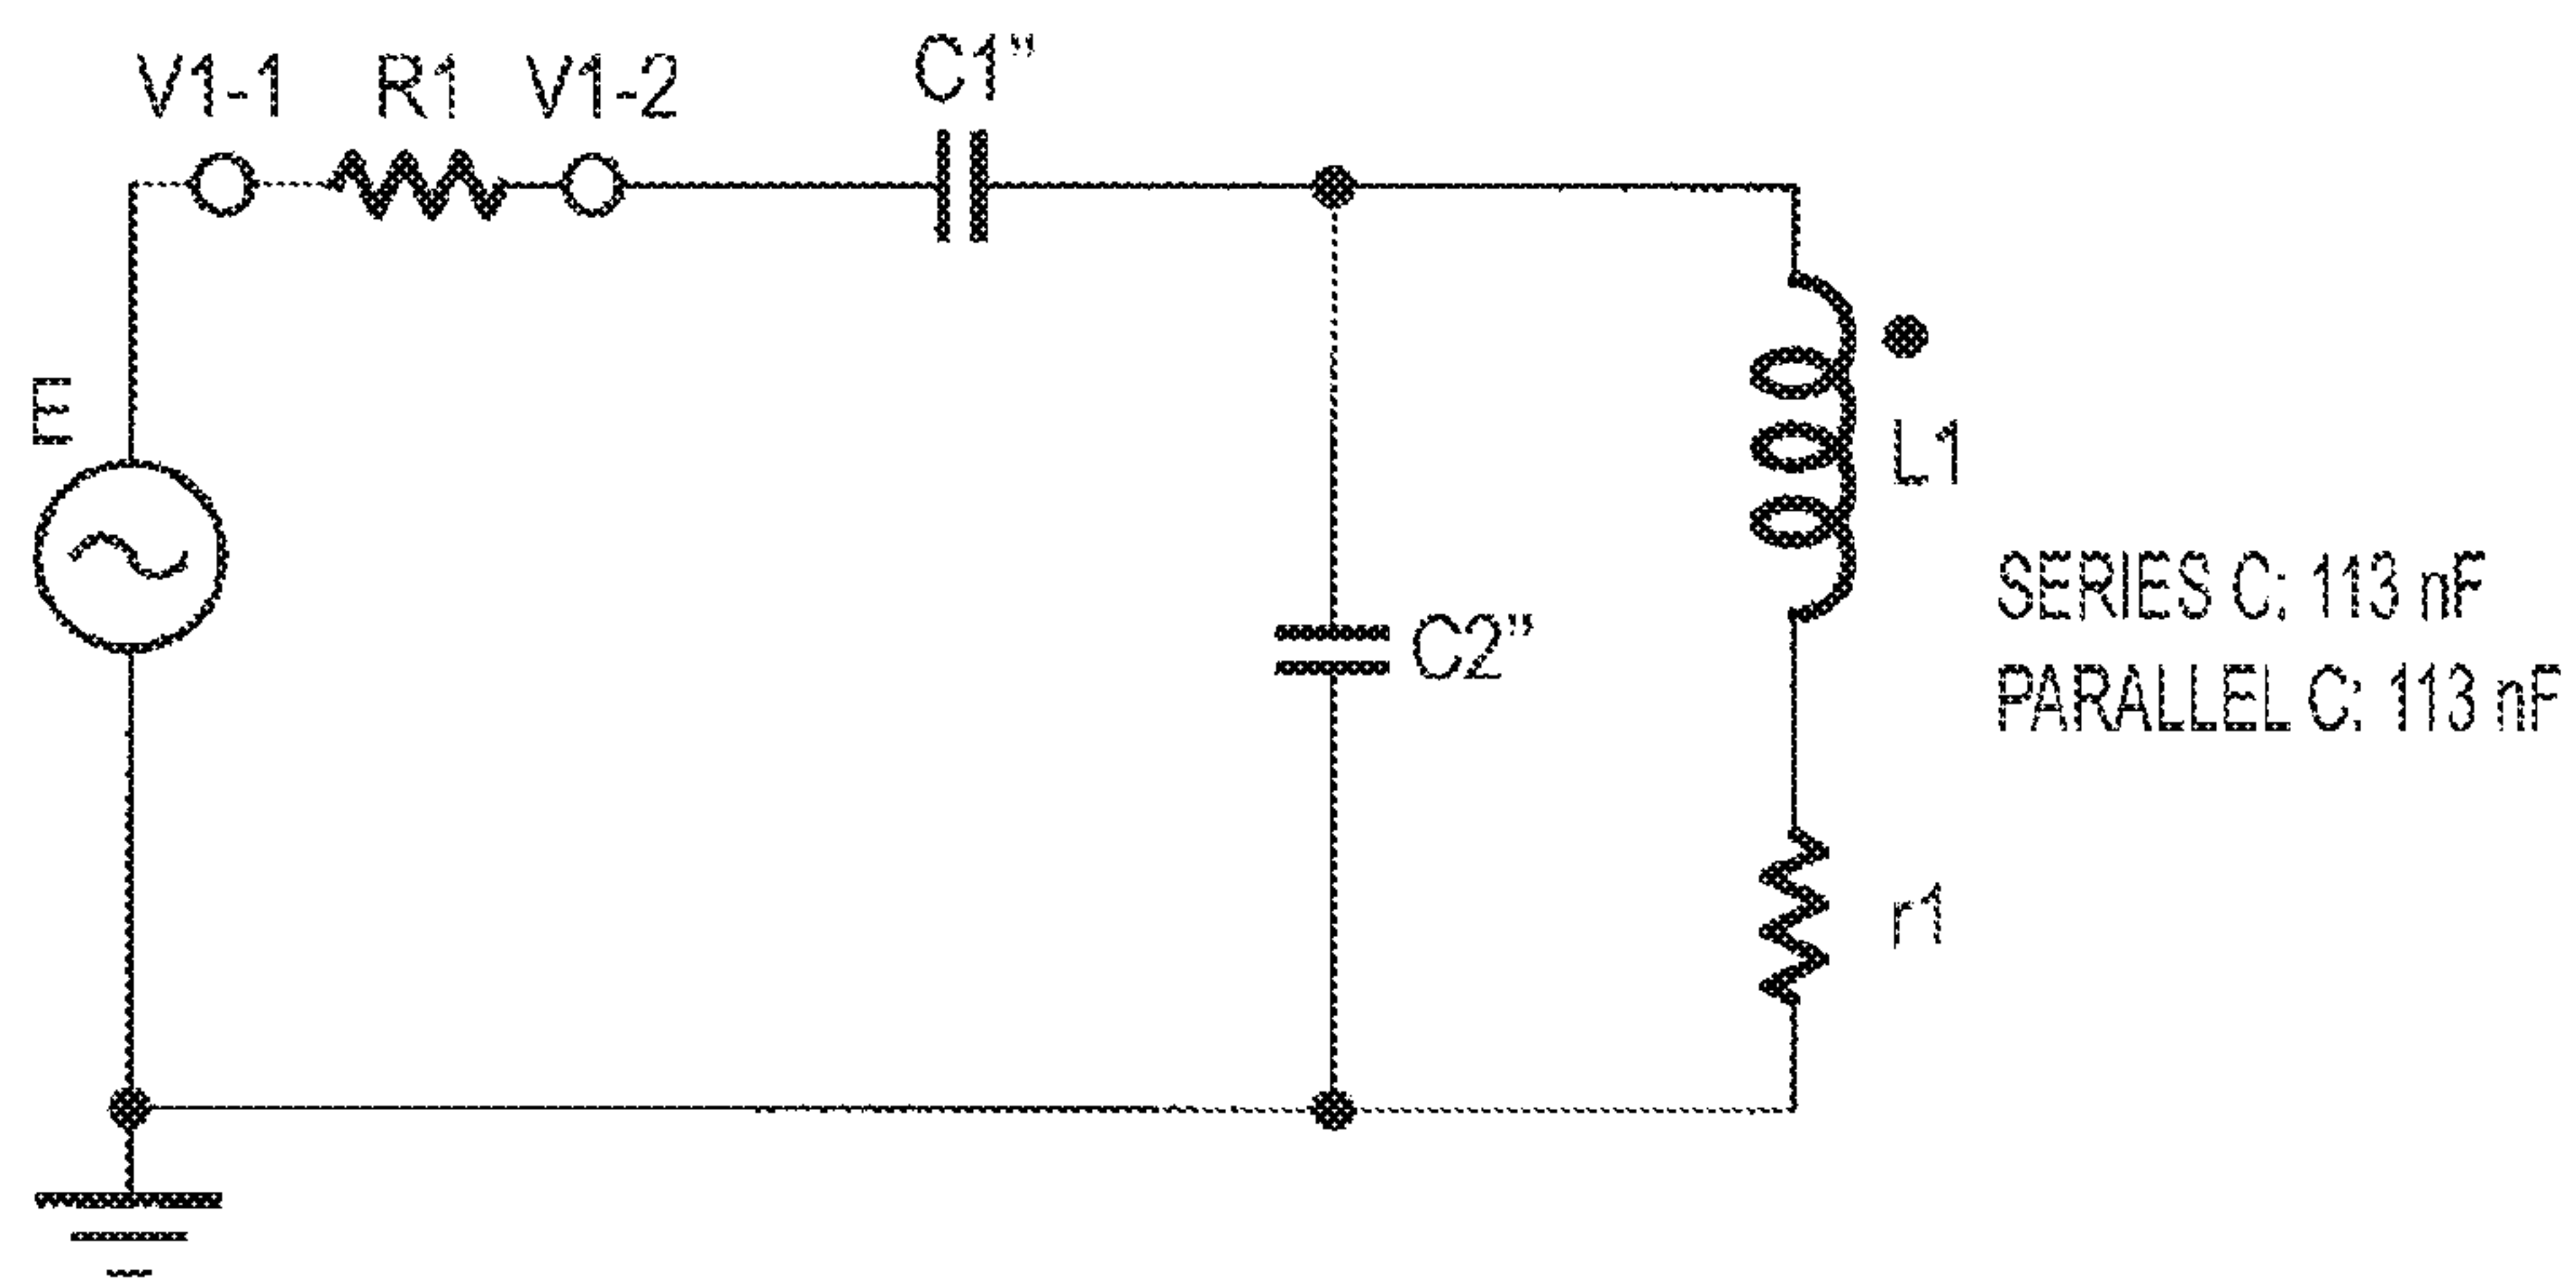 V1-1 R1 V1-2 C1”
E
L1
SERIES C: 113 nF
C2”
PARALLEL C: 113 nF
r1